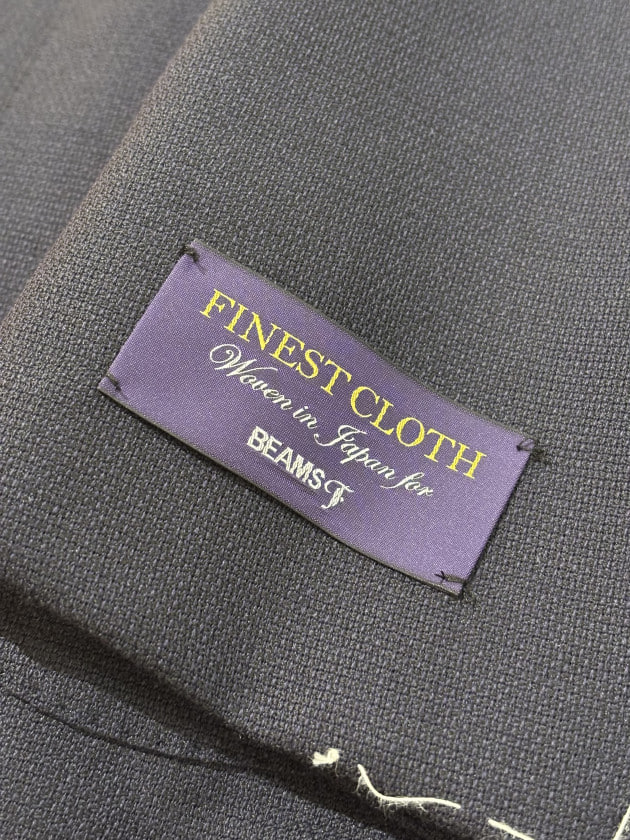 FINEST CLOTH
Woven in Japan for
BEAMS F